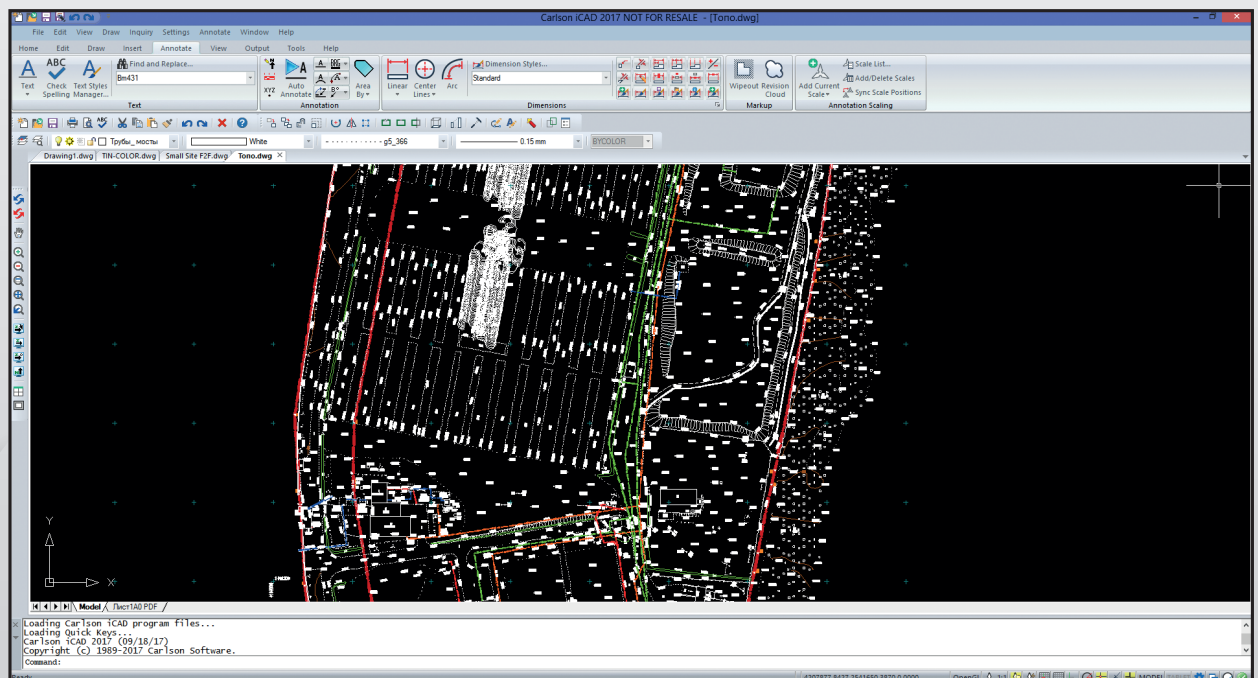 Carlson iCAD 2017 NOT FOR RESALE - [Топо.dwg]
File Edit View Draw Inquiry Settings Annotate Window Help
Home Edit Draw Insert Annotate View Output Tools Help
Text
Check Spelling
Text Styles Manager...
Find and Replace...
Bm431
Text
Auto Annotate
Area By
Annotation
Linear
Center Lines
Arc
Dimension Styles...
Standard
Dimensions
Wipeout
Revision Cloud
Markup
Add Current Scale
Scale List...
Add/Delete Scales
Sync Scale Positions
Annotation Scaling
Трубы_мосты White g5_366 0.15 mm BYCOLOR
Drawing1.dwg TIN-COLOR.dwg Small Site F2F.dwg Топо.dwg
Y
X
Model Лист1А0 PDF
Loading Carlson iCAD program files...
Loading Quick Keys...
Carlson iCAD 2017 (09/18/17)
Copyright (c) 1989-2017 Carlson Software.
Command:
Ready OpenGL 1:1 MODEL